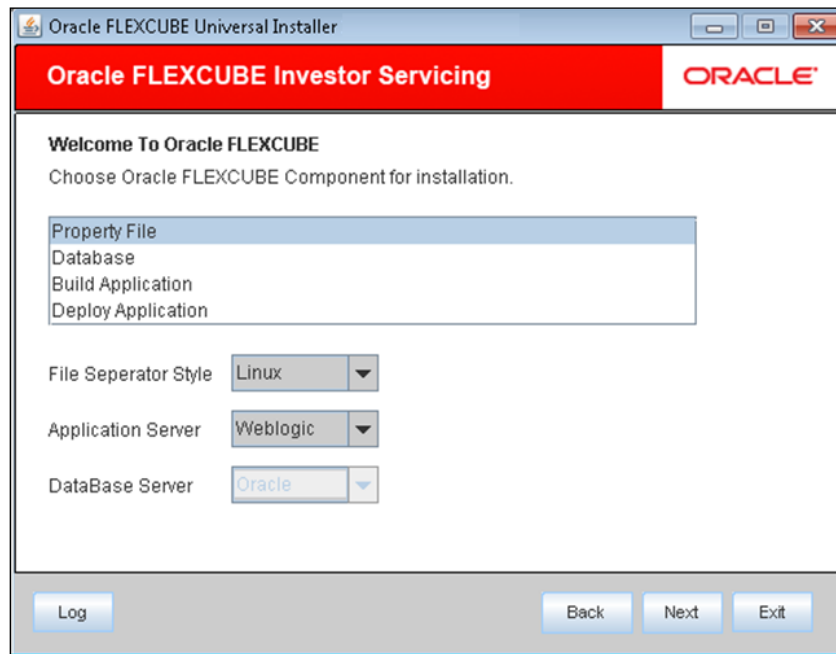 Oracle FLEXCUBE Universal Installer
Oracle FLEXCUBE Investor Servicing
ORACLE
Welcome To Oracle FLEXCUBE
Choose Oracle FLEXCUBE Component for installation.
Property File
Database
Build Application
Deploy Application
File Seperator Style Linux
Application Server Weblogic
DataBase Server Oracle
Log Back Next Exit